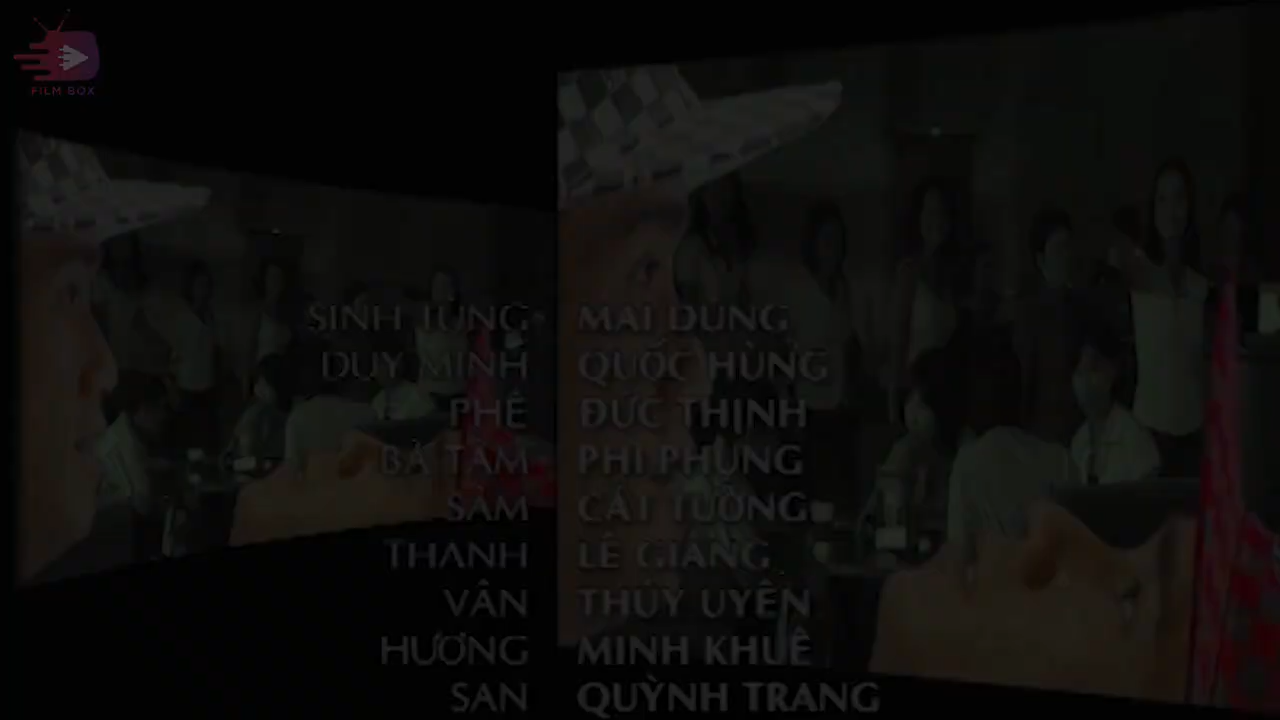 FILM BOX
SINH TÙNG MAI DŨNG
DUY MINH QUỐC HÙNG
PHÊ ĐỨC THỊNH
BÀ TÁM PHI PHỤNG
SÂM CÁT TƯỜNG
THANH LÊ GIANG
VÂN THÚY UYÊN
HƯƠNG MINH KHUÊ
SAN QUỲNH TRANG